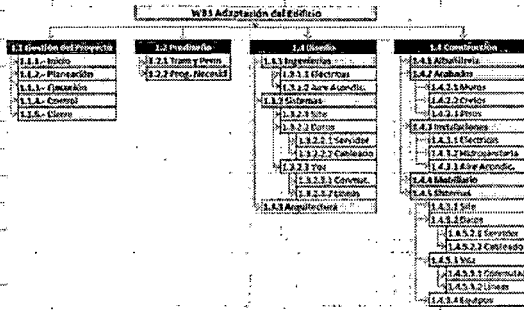 WBS Adaptación del Edificio
1.1 Gestión del Proyecto
1.1.1.- Inicio
1.1.2.- Planeación
1.1.3.- Ejecución
1.1.4.- Control
1.1.5.- Cierre
1.2 Prediseño
1.2.1 Tram y Perm
1.2.2 Prog. Necesid
1.3 Diseño
1.3.1 Ingenierías
1.3.1.1 Eléctricas
1.3.1.2 Aire Acondic.
1.3.2 Sistemas
1.3.2.1 Site
1.3.2.2 Datos
1.3.2.2.1 Servidor
1.3.2.2.2 Cableado
1.3.2.3 Voz
1.3.2.3.1 Conmut.
1.3.2.3.2 Líneas
1.3.3 Arquitectura
1.4 Construcción
1.4.1 Albañilería
1.4.2 Acabados
1.4.2.1 Muros
1.4.2.2 Cielos
1.4.2.3 Pisos
1.4.3 Instalaciones
1.4.3.1 Eléctricas
1.4.3.2 Hidrosanitaria
1.4.3.3 Aire Acondic.
1.4.4 Mobiliario
1.4.5 Sistemas
1.4.5.1 Site
1.4.5.2 Datos
1.4.5.2.1 Servidor
1.4.5.2.2 Cableado
1.4.5.3 Voz
1.4.5.3.1 Conmutad
1.4.5.3.2 Líneas
1.4.5.4 Equipos